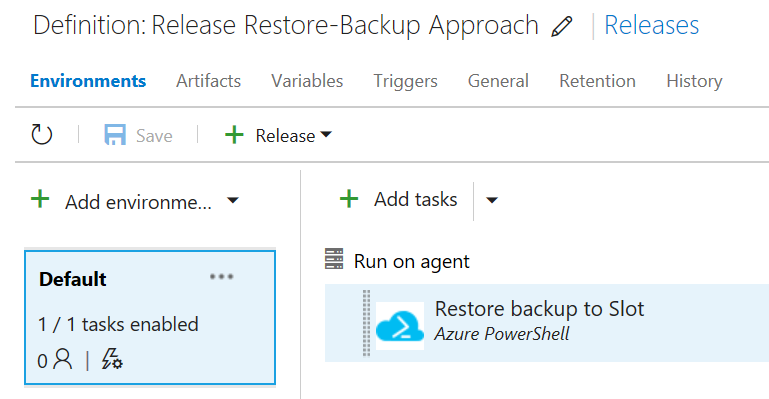 Definition: Release Restore-Backup Approach | Releases
Environments Artifacts Variables Triggers General Retention History
Save + Release
+ Add environme... + Add tasks
Default ...
Run on agent
1 / 1 tasks enabled
Restore backup to Slot
Azure PowerShell
0 |